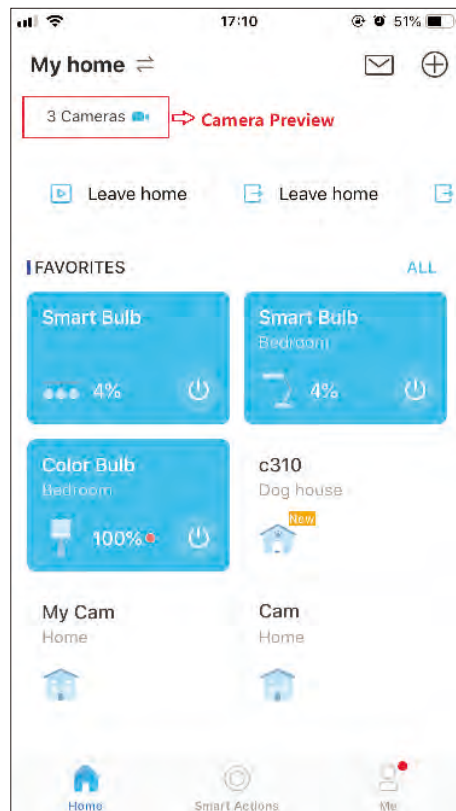 17:10
51%
My home
3 Cameras
Camera Preview
Leave home
Leave home
FAVORITES
ALL
Smart Bulb
4%
Smart Bulb
Bedroom
4%
Color Bulb
Bedroom
100%
c310
Dog house
New
My Cam
Home
Cam
Home
Home
Smart Actions
Me